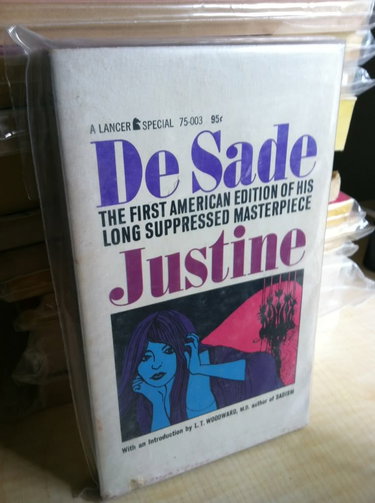 A LANCER SPECIAL 75-003 95¢
De Sade
THE FIRST AMERICAN EDITION OF HIS
LONG SUPPRESSED MASTERPIECE
Justine
With an Introduction by L.T. WOODWARD, M.D. author of SADISM